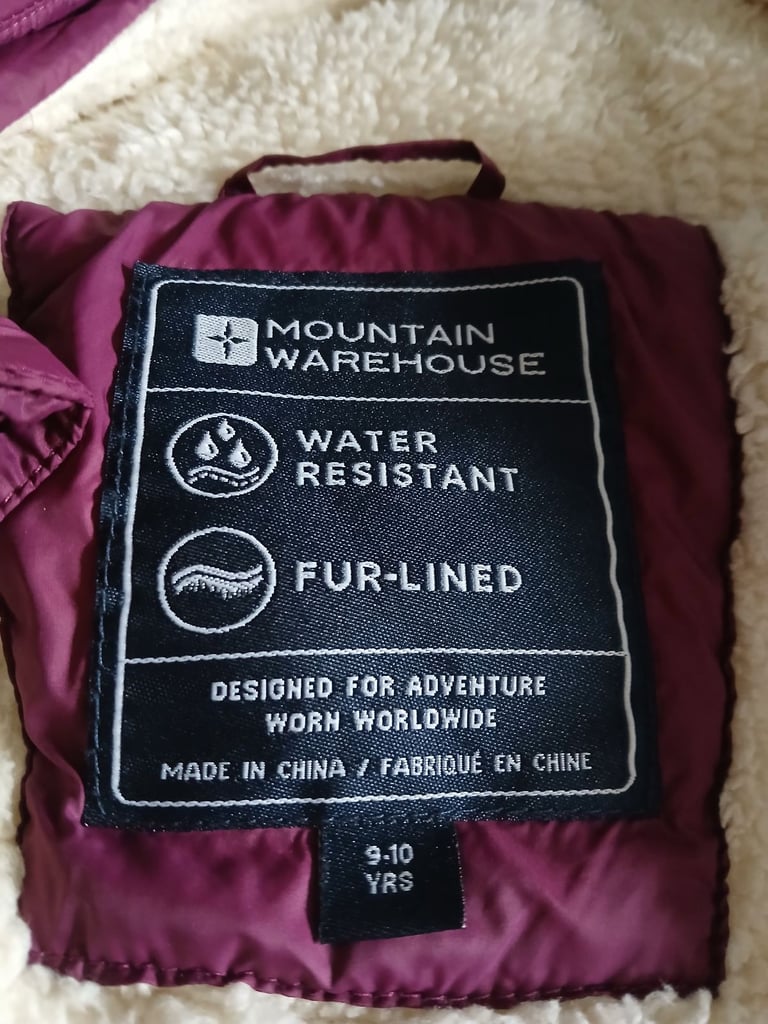 MOUNTAIN
WAREHOUSE
WATER
RESISTANT
FUR-LINED
DESIGNED FOR ADVENTURE
WORN WORLDWIDE
MADE IN CHINA / FABRIQUÉ EN CHINE
9-10
YRS